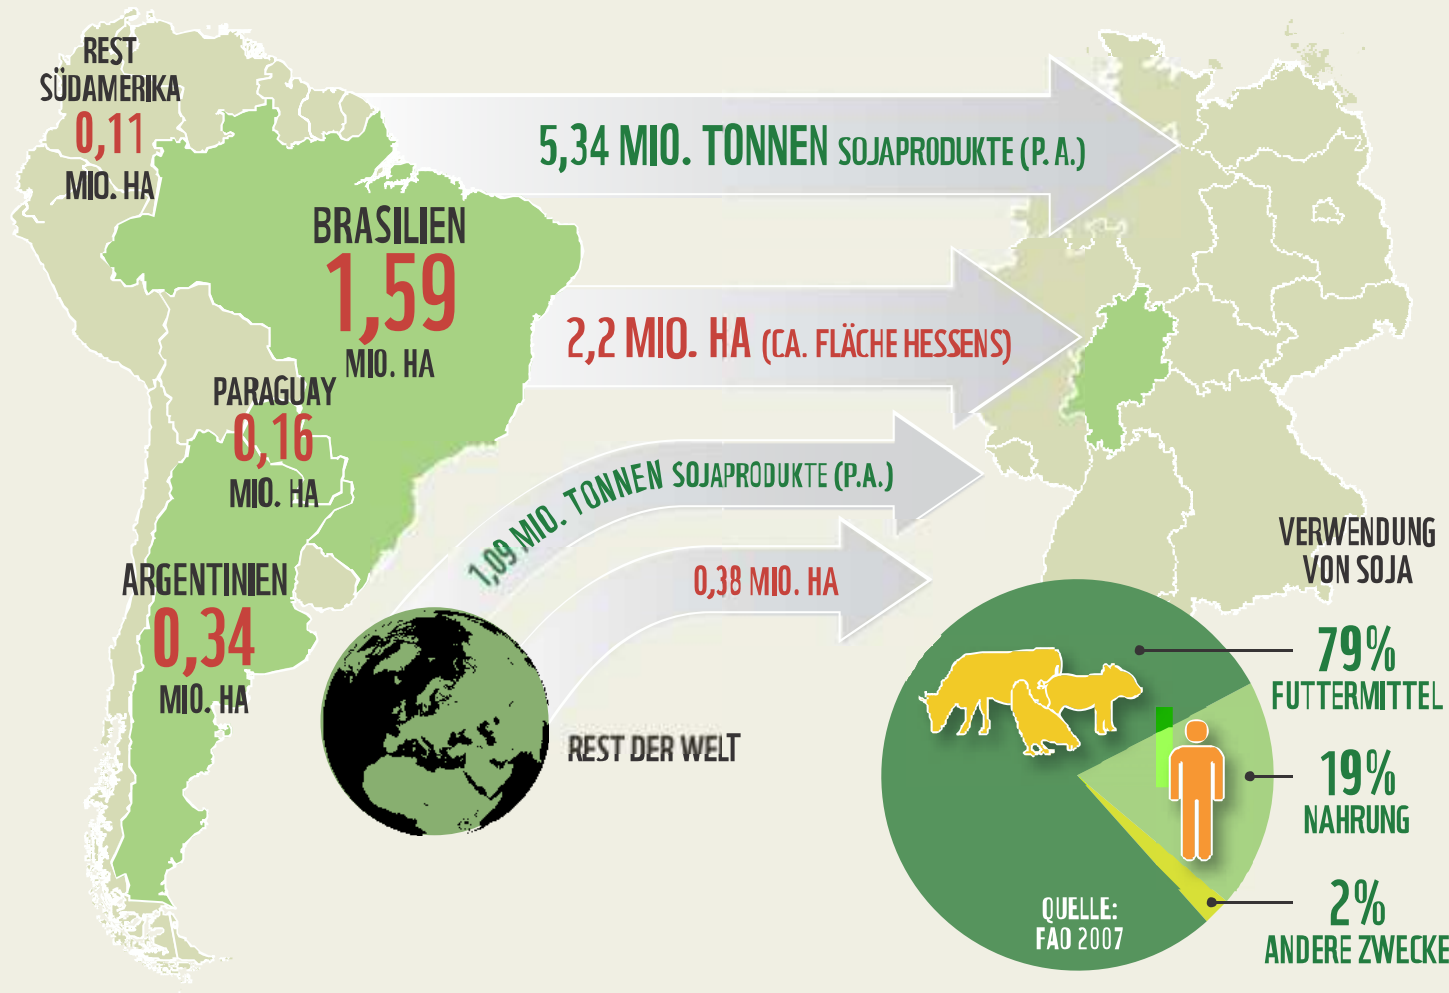 REST
SÜDAMERIKA
0,11
MIO. HA
BRASILIEN
1,59
MIO. HA
PARAGUAY
0,16
MIO. HA
ARGENTINIEN
0,34
MIO. HA
5,34 MIO. TONNEN SOJAPRODUKTE (P. A.)
2,2 MIO. HA (CA. FLÄCHE HESSENS)
1,09 MIO. TONNEN SOJAPRODUKTE (P.A.)
0,38 MIO. HA
REST DER WELT
VERWENDUNG
VON SOJA
79%
FUTTERMITTEL
19%
NAHRUNG
2%
ANDERE ZWECKE
QUELLE:
FAO 2007